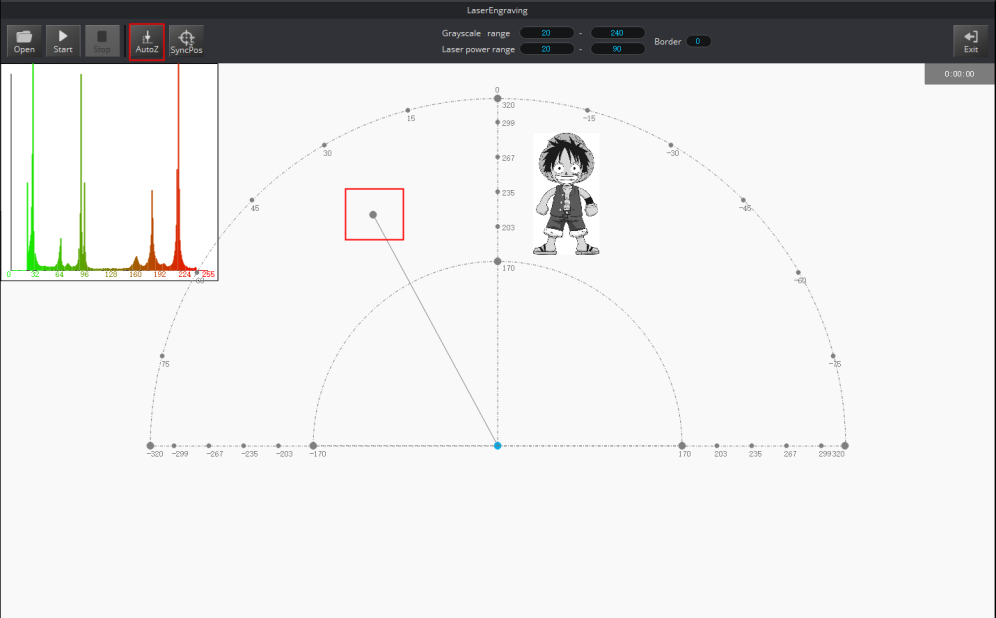 LaserEngraving
Open Start Stop AutoZ SyncPos
Grayscale range 20 - 240
Laser power range 20 - 90
Border 0
Exit
0:00:00
0 32 64 96 128 160 192 224 255
0
320
15 -15
299
30 -30
267
235
45 -45
203
170
60 -60
75 -75
-320 -299 -267 -235 -203 -170 170 203 235 267 299 320